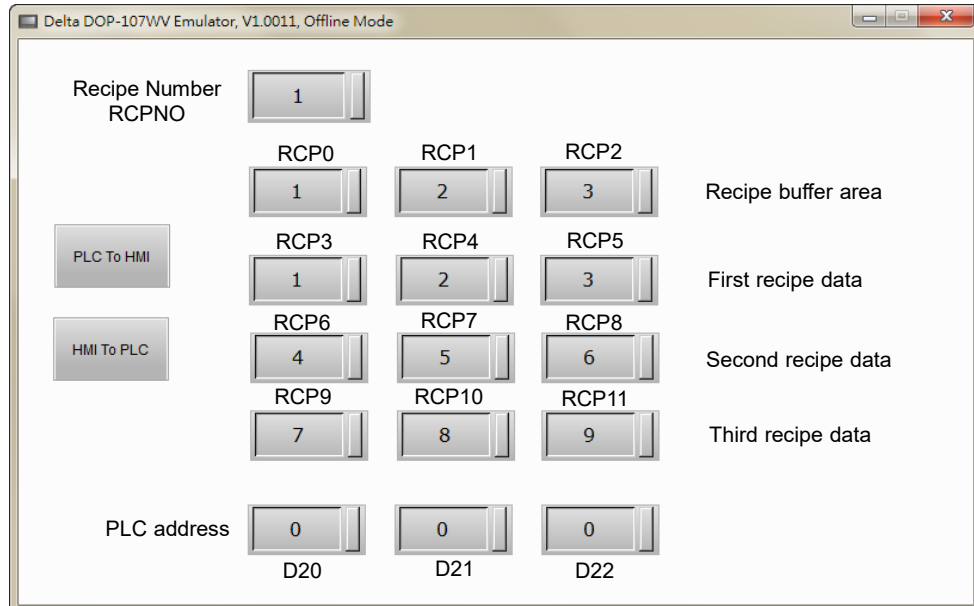 Delta DOP-107WV Emulator, V1.0011, Offline Mode
Recipe Number
RCPNO
1
RCP0 RCP1 RCP2
1 2 3 Recipe buffer area
PLC To HMI
RCP3 RCP4 RCP5
1 2 3 First recipe data
HMI To PLC
RCP6 RCP7 RCP8
4 5 6 Second recipe data
RCP9 RCP10 RCP11
7 8 9 Third recipe data
PLC address 0 0 0
D20 D21 D22